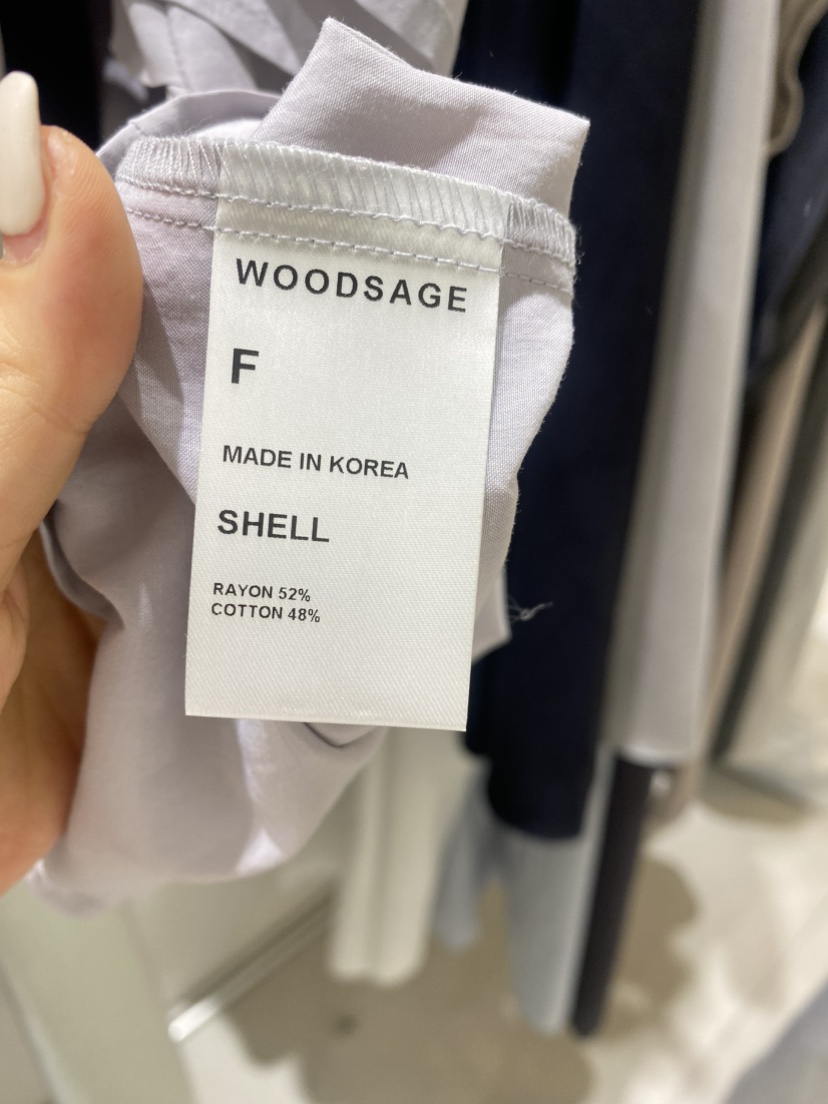 WOODSAGE
F
MADE IN KOREA
SHELL
RAYON 52%
COTTON 48%